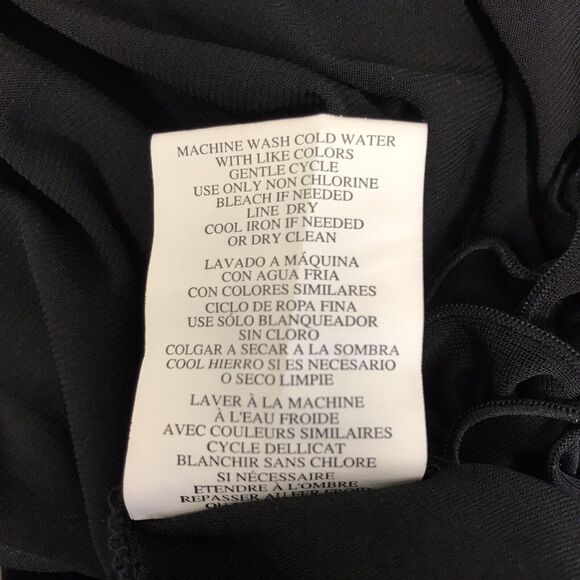 MACHINE WASH COLD WATER
WITH LIKE COLORS
GENTLE CYCLE
USE ONLY NON CHLORINE
BLEACH IF NEEDED
LINE DRY
COOL IRON IF NEEDED
OR DRY CLEAN
LAVADO A MÁQUINA
CON AGUA FRIA
CON COLORES SIMILARES
CICLO DE ROPA FINA
USE SÓLO BLANQUEADOR
SIN CLORO
COLGAR A SECAR A LA SOMBRA
COOL HIERRO SI ES NECESARIO
O SECO LIMPIE
LAVER À LA MACHINE
À L'EAU FROIDE
AVEC COULEURS SIMILAIRES
CYCLE DELLICAT
BLANCHIR SANS CHLORE
SI NÉCESSAIRE
ETENDRE À L'OMBRE
REPASSER